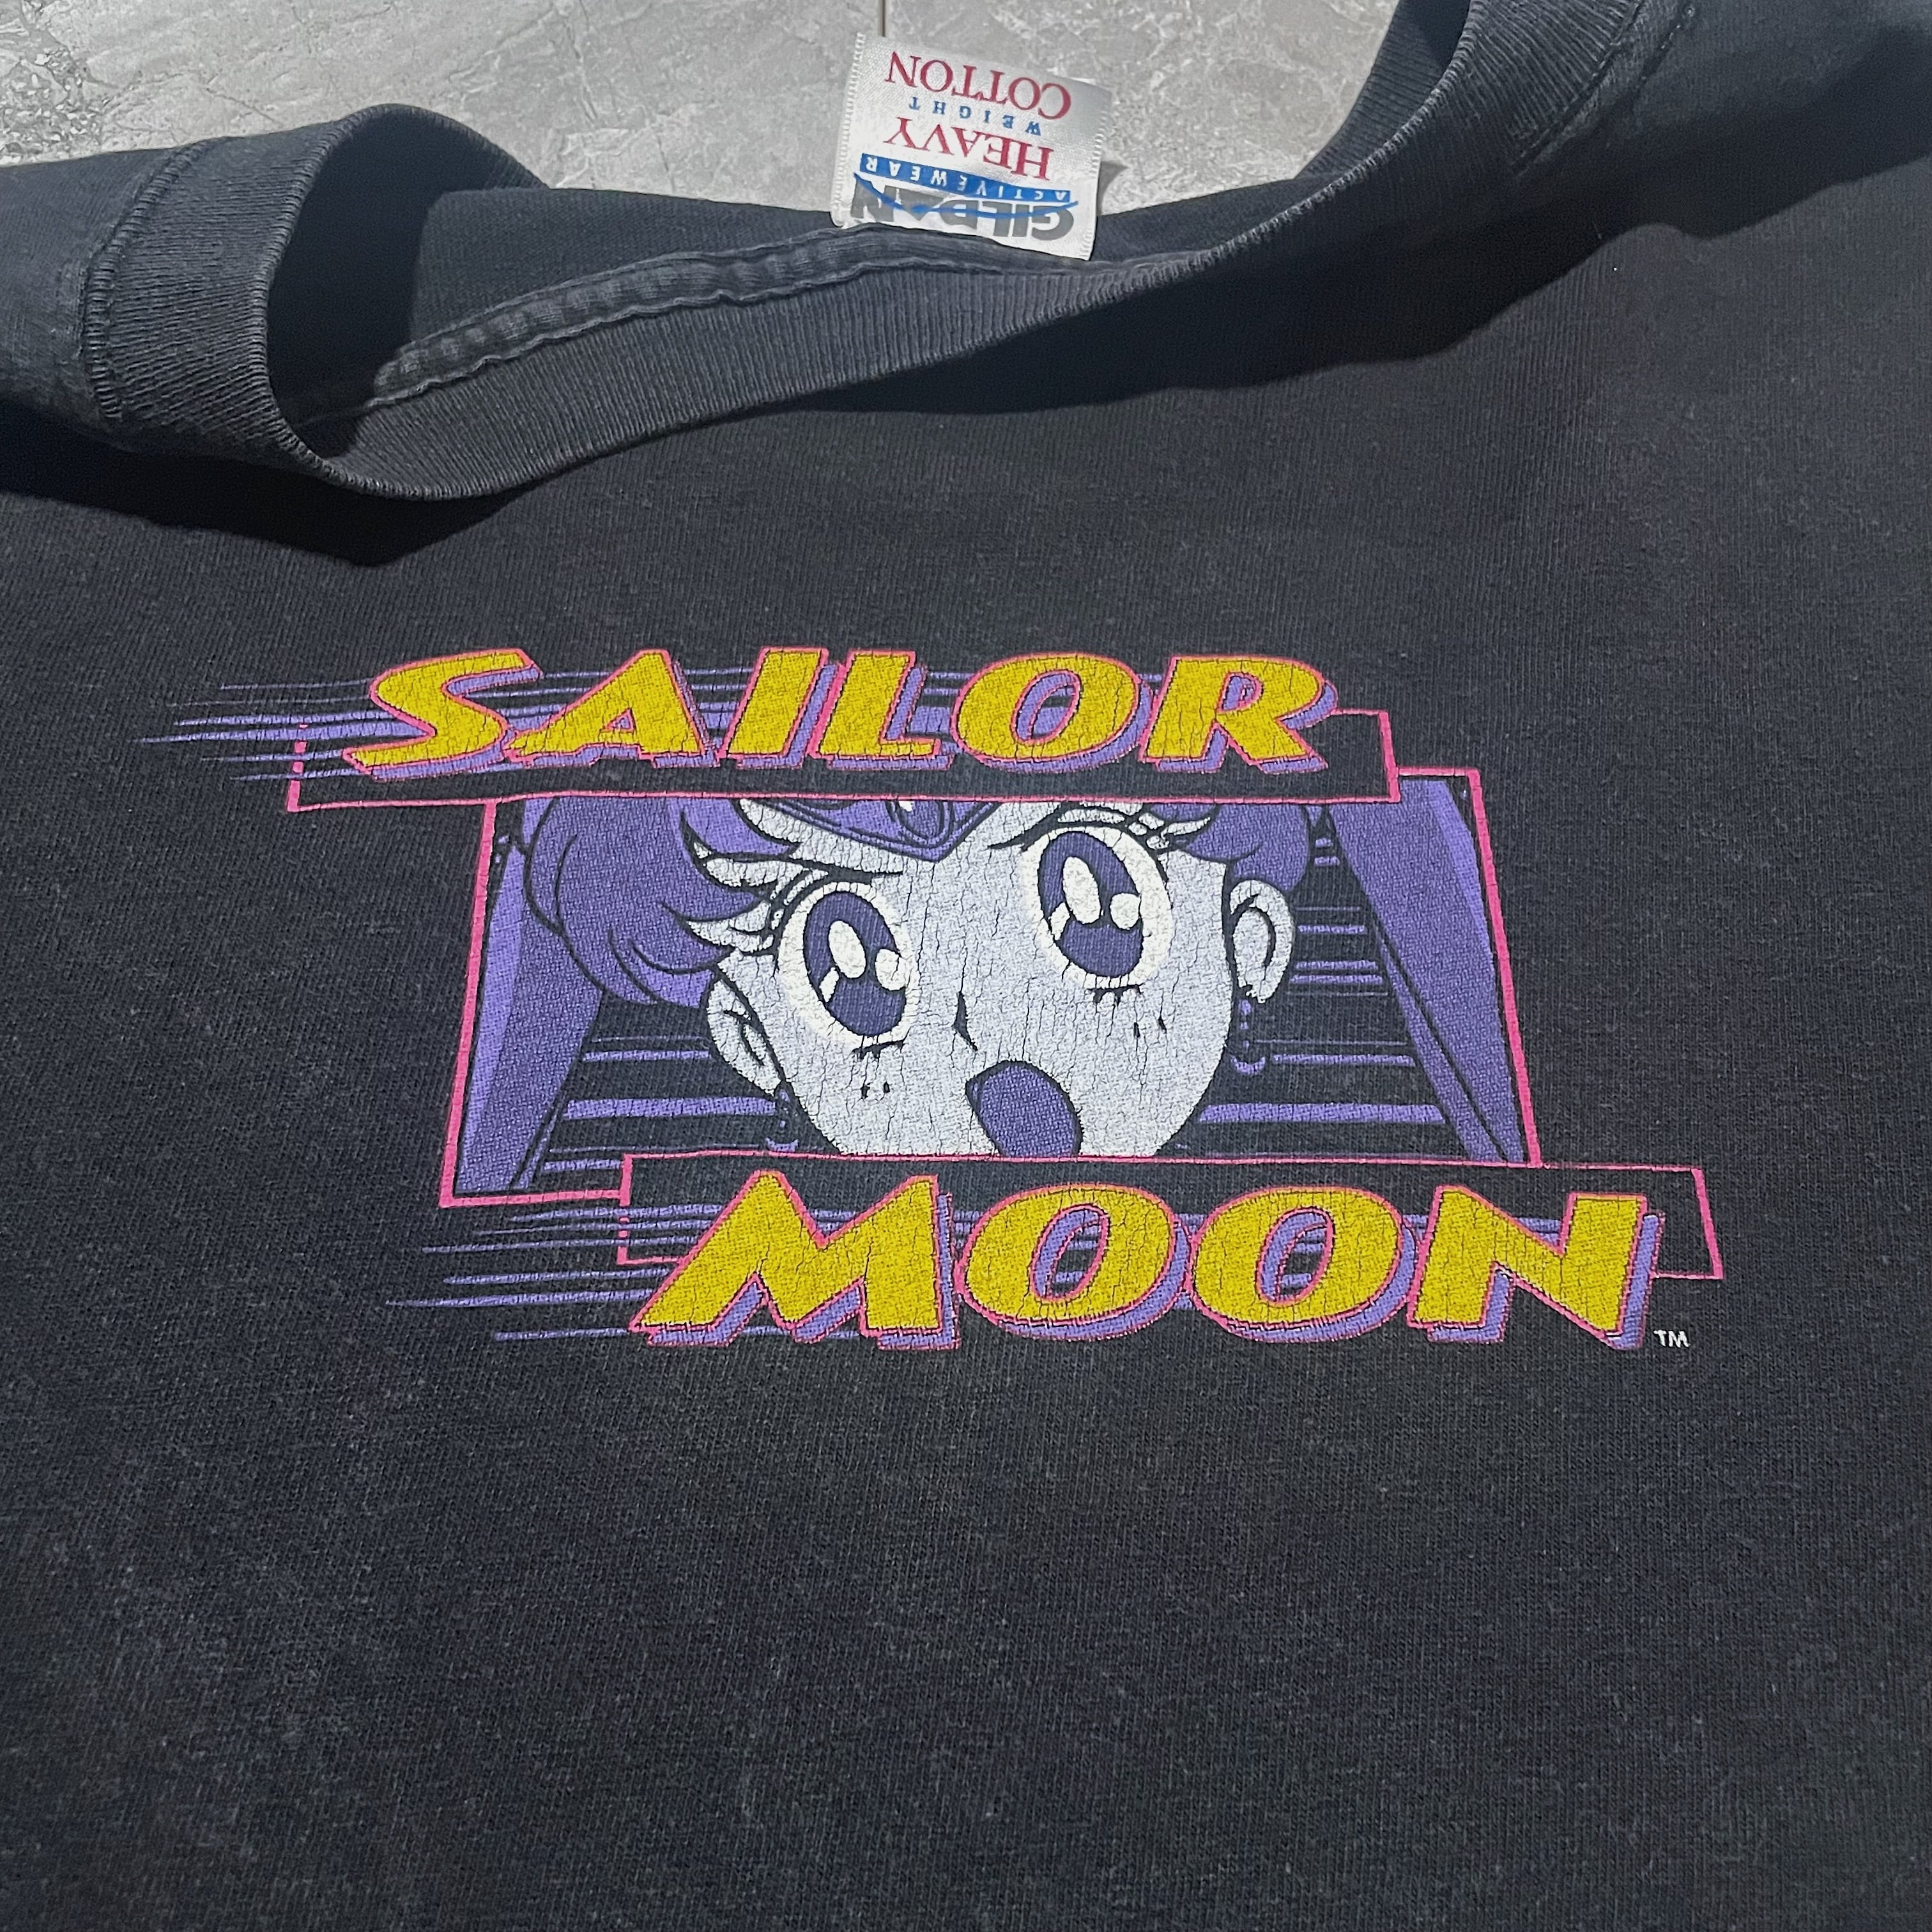 GILDAN
ACTIVEWEAR
HEAVY
WEIGHT
COTTON
SAILOR
MOON
TM